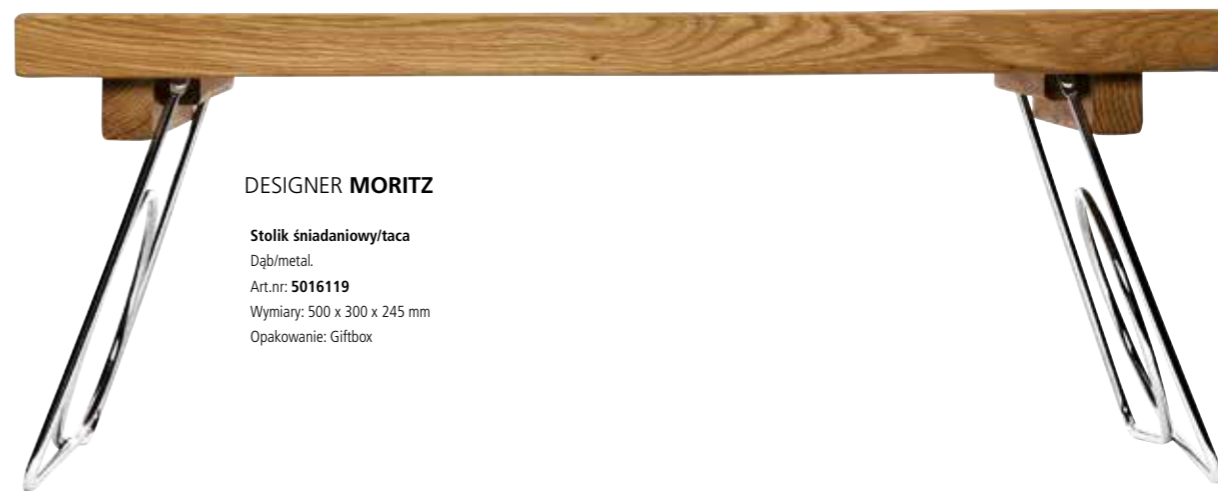 DESIGNER MORITZ
Stolik śniadaniowy/taca
Dąb/metal.
Art.nr: 5016119
Wymiary: 500 x 300 x 245 mm
Opakowanie: Giftbox